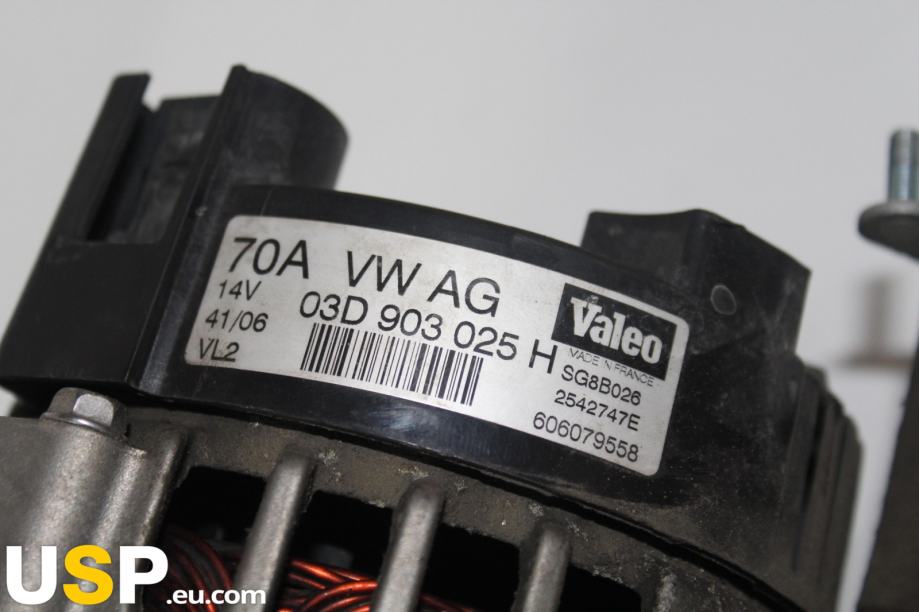 70A VW AG
14V
03D 903 025 H
41/06
VL2
Valeo
MADE IN FRANCE
SG8B026
2542747E
606079558
USP.eu.com